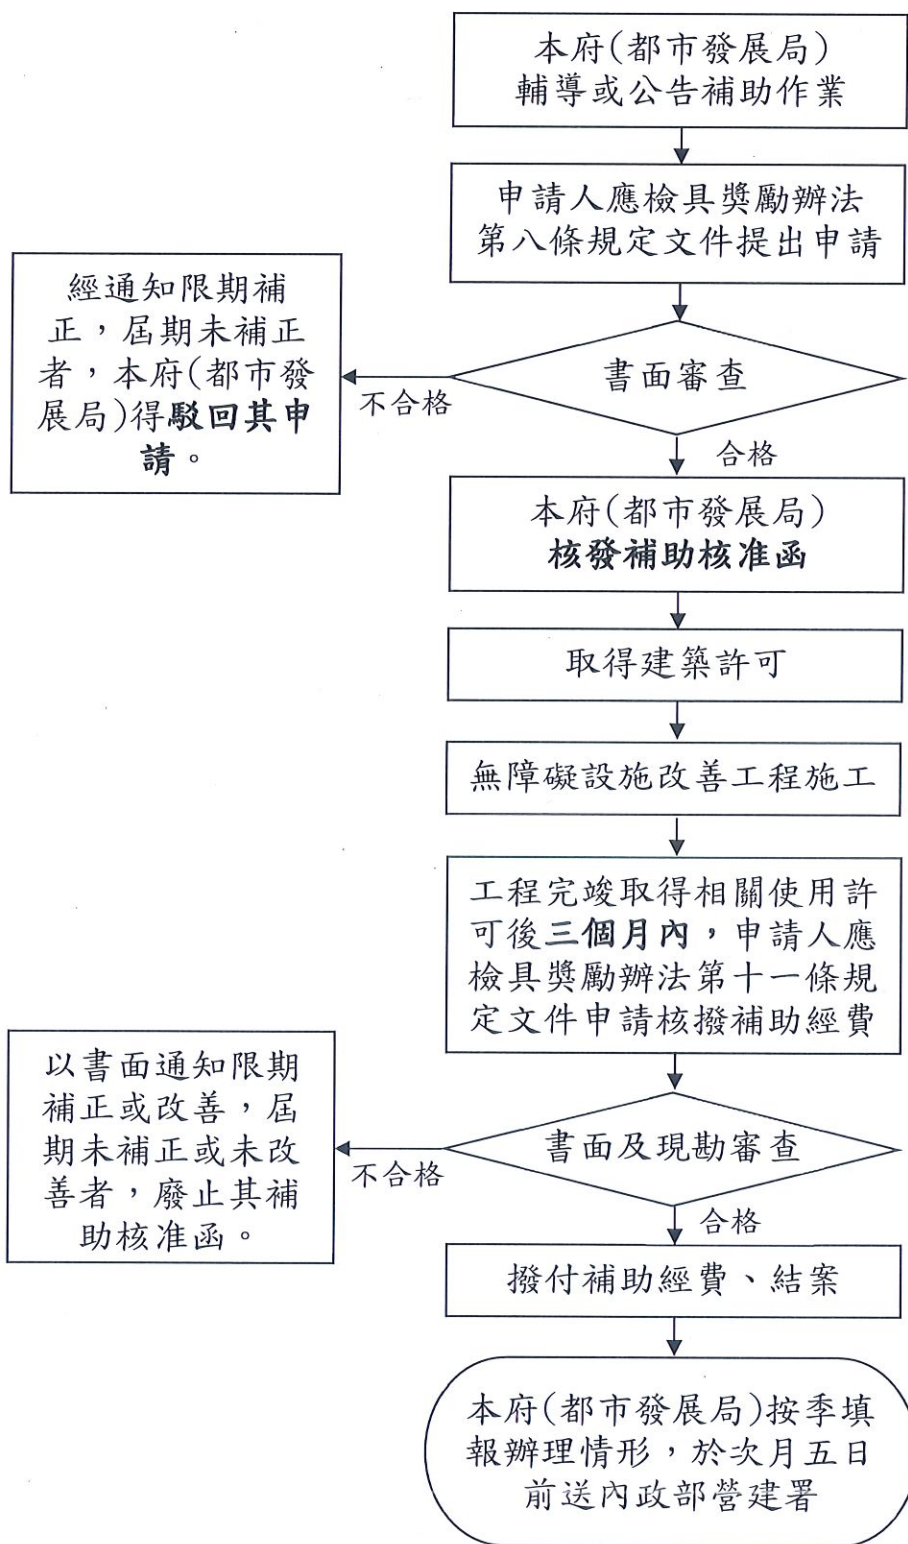 本府(都市發展局)
輔導或公告補助作業
申請人應檢具獎勵辦法
第八條規定文件提出申請
書面審查
不合格
經通知限期補
正，屆期未補正
者，本府(都市發
展局)得駁回其申
請。
合格
本府(都市發展局)
核發補助核准函
取得建築許可
無障礙設施改善工程施工
工程完竣取得相關使用許
可後三個月內，申請人應
檢具獎勵辦法第十一條規
定文件申請核撥補助經費
書面及現勘審查
不合格
以書面通知限期
補正或改善，屆
期未補正或未改
善者，廢止其補
助核准函。
合格
撥付補助經費、結案
本府(都市發展局)按季填
報辦理情形，於次月五日
前送內政部營建署